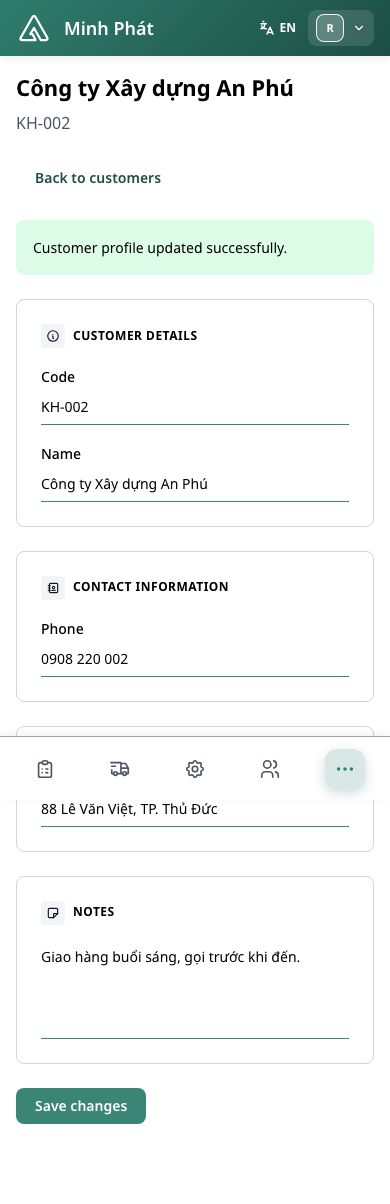 Minh Phát
EN
R
Công ty Xây dựng An Phú
KH-002
Back to customers
Customer profile updated successfully.
CUSTOMER DETAILS
Code
KH-002
Name
Công ty Xây dựng An Phú
CONTACT INFORMATION
Phone
0908 220 002
88 Lê Văn Việt, TP. Thủ Đức
NOTES
Giao hàng buổi sáng, gọi trước khi đến.
Save changes